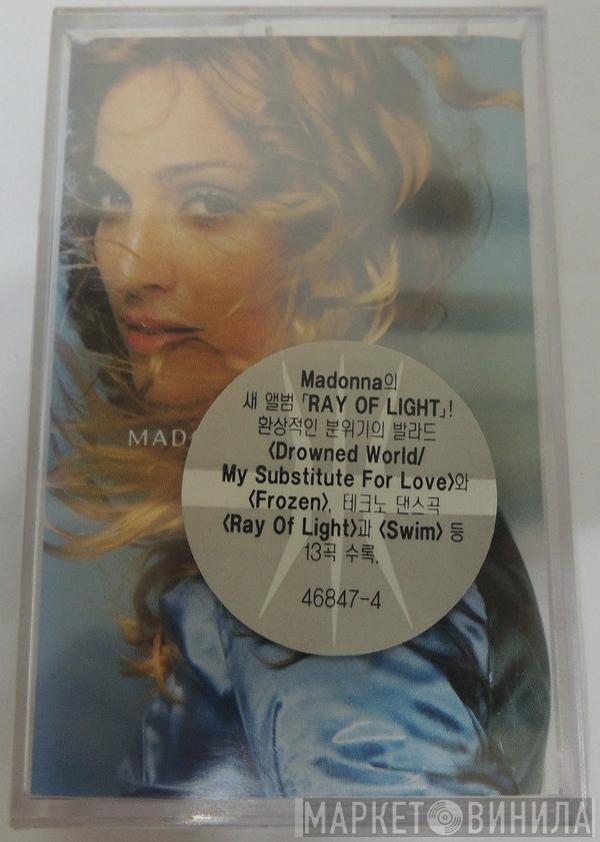 MADO
Madonna의
새 앨범 「RAY OF LIGHT」!
환상적인 분위기의 발라드
〈Drowned World/
My Substitute For Love〉와
〈Frozen〉, 테크노 댄스곡
〈Ray Of Light〉과 〈Swim〉 등
13곡 수록.
46847-4
МАРКЕТ ВИНИЛА